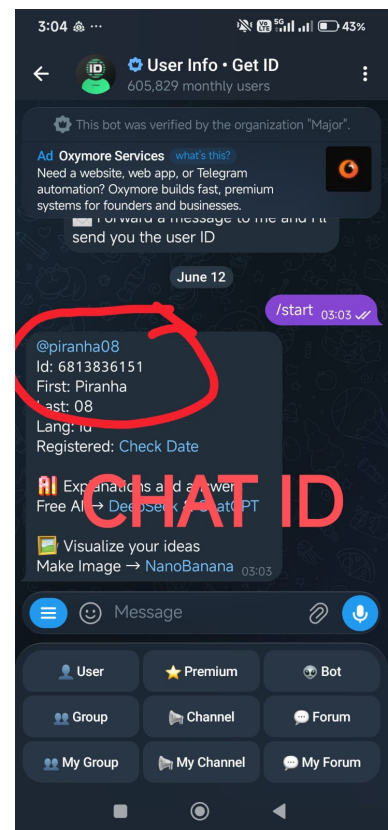 3:04 ···
VoLTE 5G 43%
User Info • Get ID
605,829 monthly users
This bot was verified by the organization "Major".
Ad Oxymore Services what's this?
Need a website, web app, or Telegram
automation? Oxymore builds fast, premium
systems for founders and businesses.
Forward a message to me and I'll
send you the user ID
June 12
/start 03:03
@piranha08
Id: 6813836151
First: Piranha
Last: 08
Lang: id
Registered: Check Date
AI Explanations and answers
Free AI → DeepSeek & ChatGPT
CHAT ID
Visualize your ideas
Make Image → NanoBanana 03:03
Message
User
Premium
Bot
Group
Channel
Forum
My Group
My Channel
My Forum